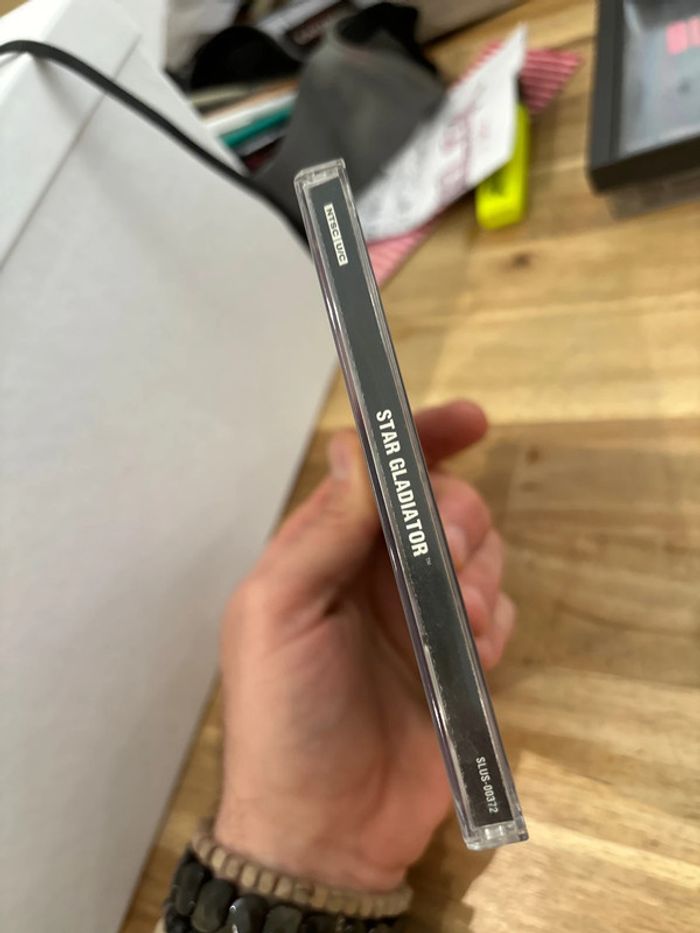 NTSC U/C
STAR GLADIATOR™
SLUS-00372